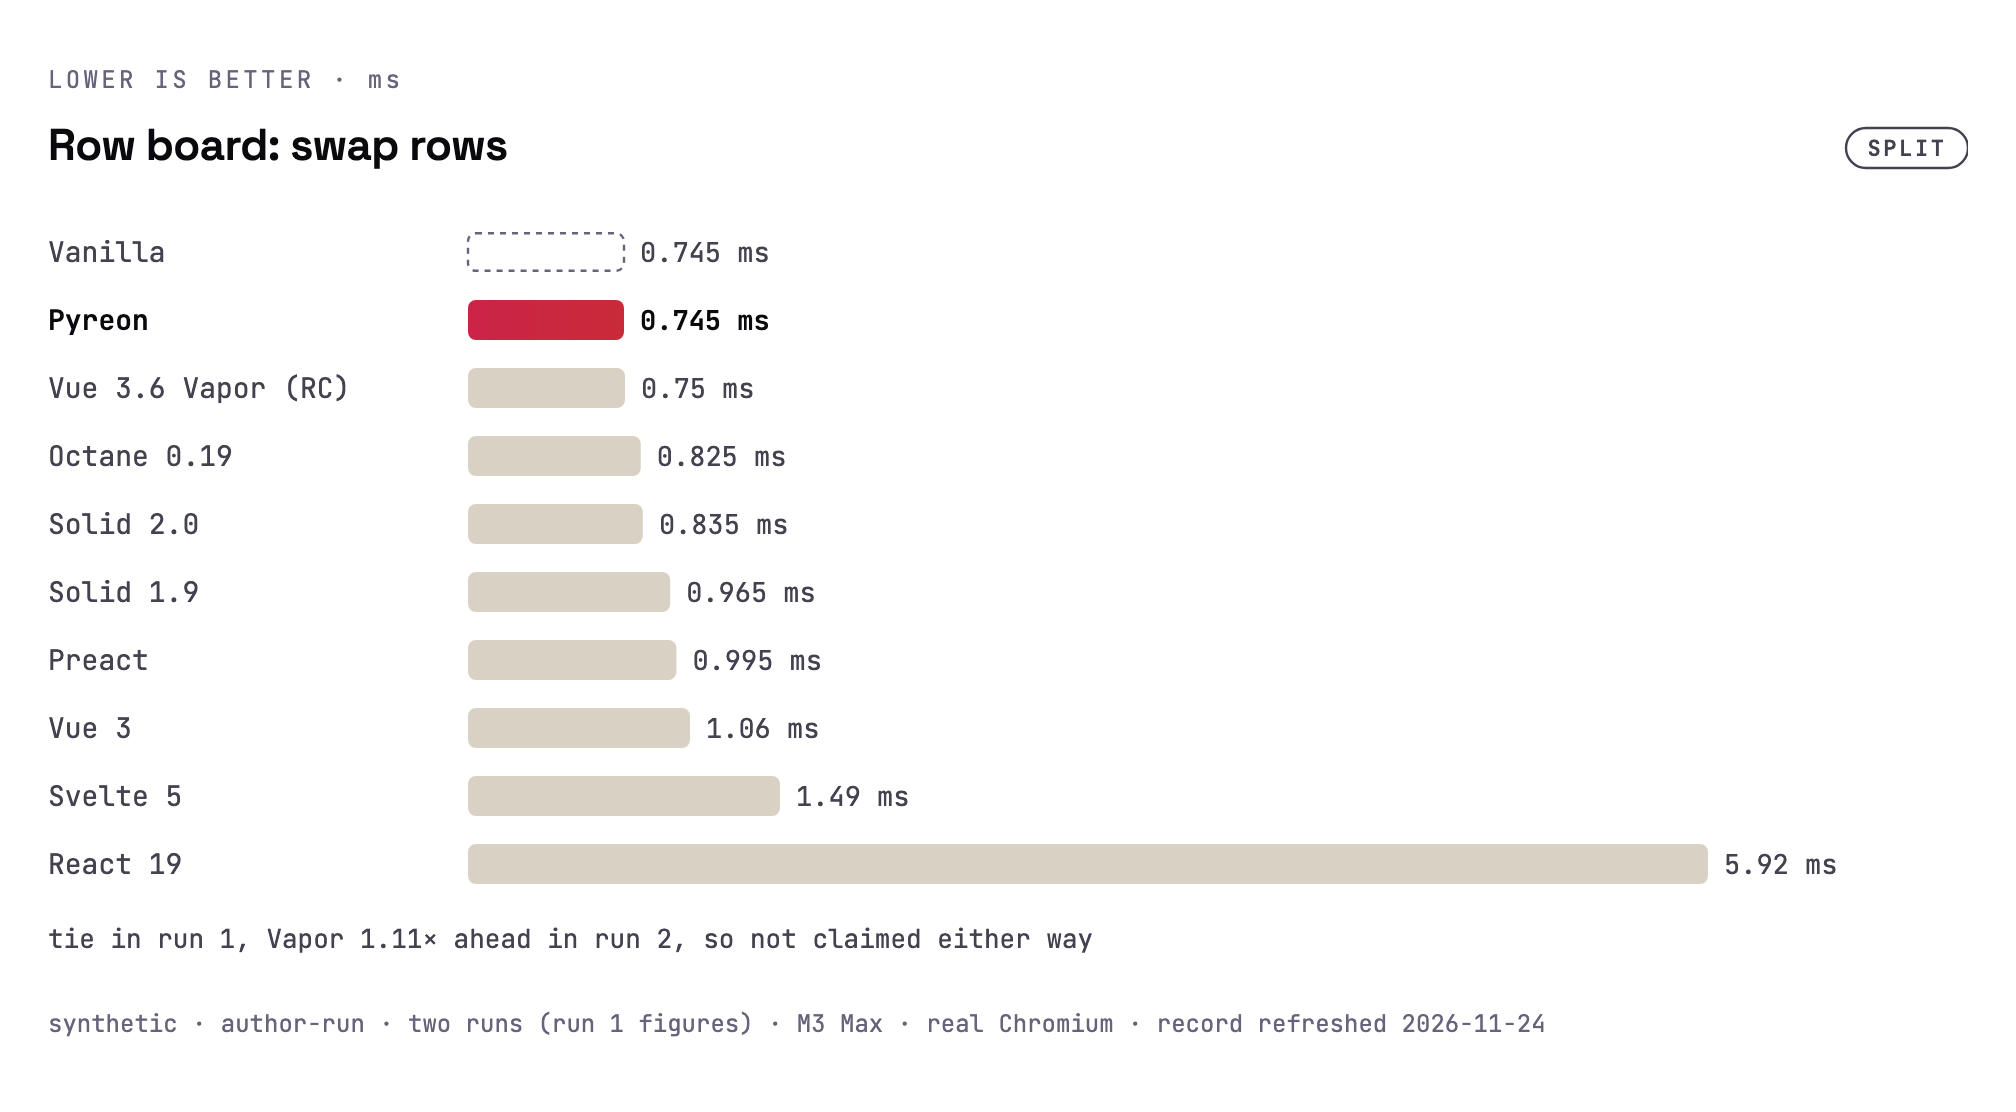 LOWER IS BETTER · ms
Row board: swap rows
SPLIT
Vanilla 0.745 ms
Pyreon 0.745 ms
Vue 3.6 Vapor (RC) 0.75 ms
Octane 0.19 0.825 ms
Solid 2.0 0.835 ms
Solid 1.9 0.965 ms
Preact 0.995 ms
Vue 3 1.06 ms
Svelte 5 1.49 ms
React 19 5.92 ms
tie in run 1, Vapor 1.11× ahead in run 2, so not claimed either way
synthetic · author-run · two runs (run 1 figures) · M3 Max · real Chromium · record refreshed 2026-11-24